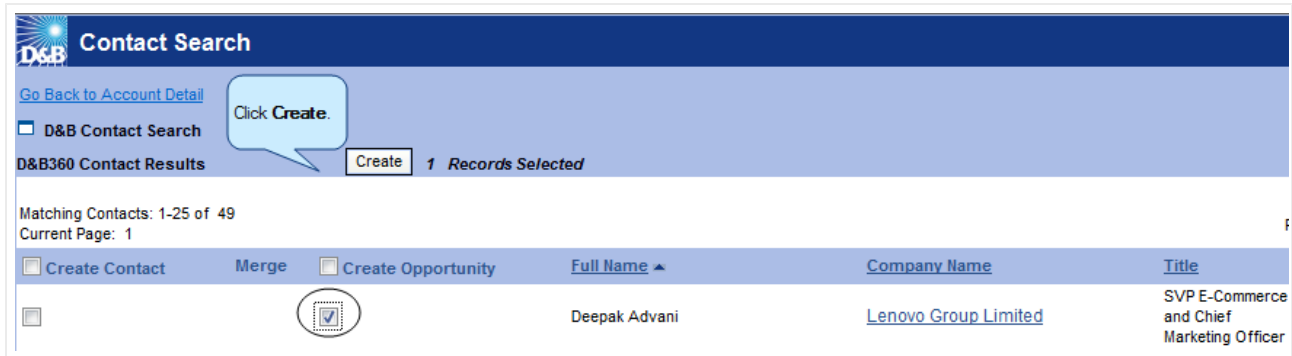 D&B Contact Search
Go Back to Account Detail
Click Create.
D&B Contact Search
D&B360 Contact Results
Create 1 Records Selected
Matching Contacts: 1-25 of 49
Current Page: 1
Create Contact Merge Create Opportunity Full Name Company Name Title
Deepak Advani Lenovo Group Limited SVP E-Commerce
and Chief
Marketing Officer